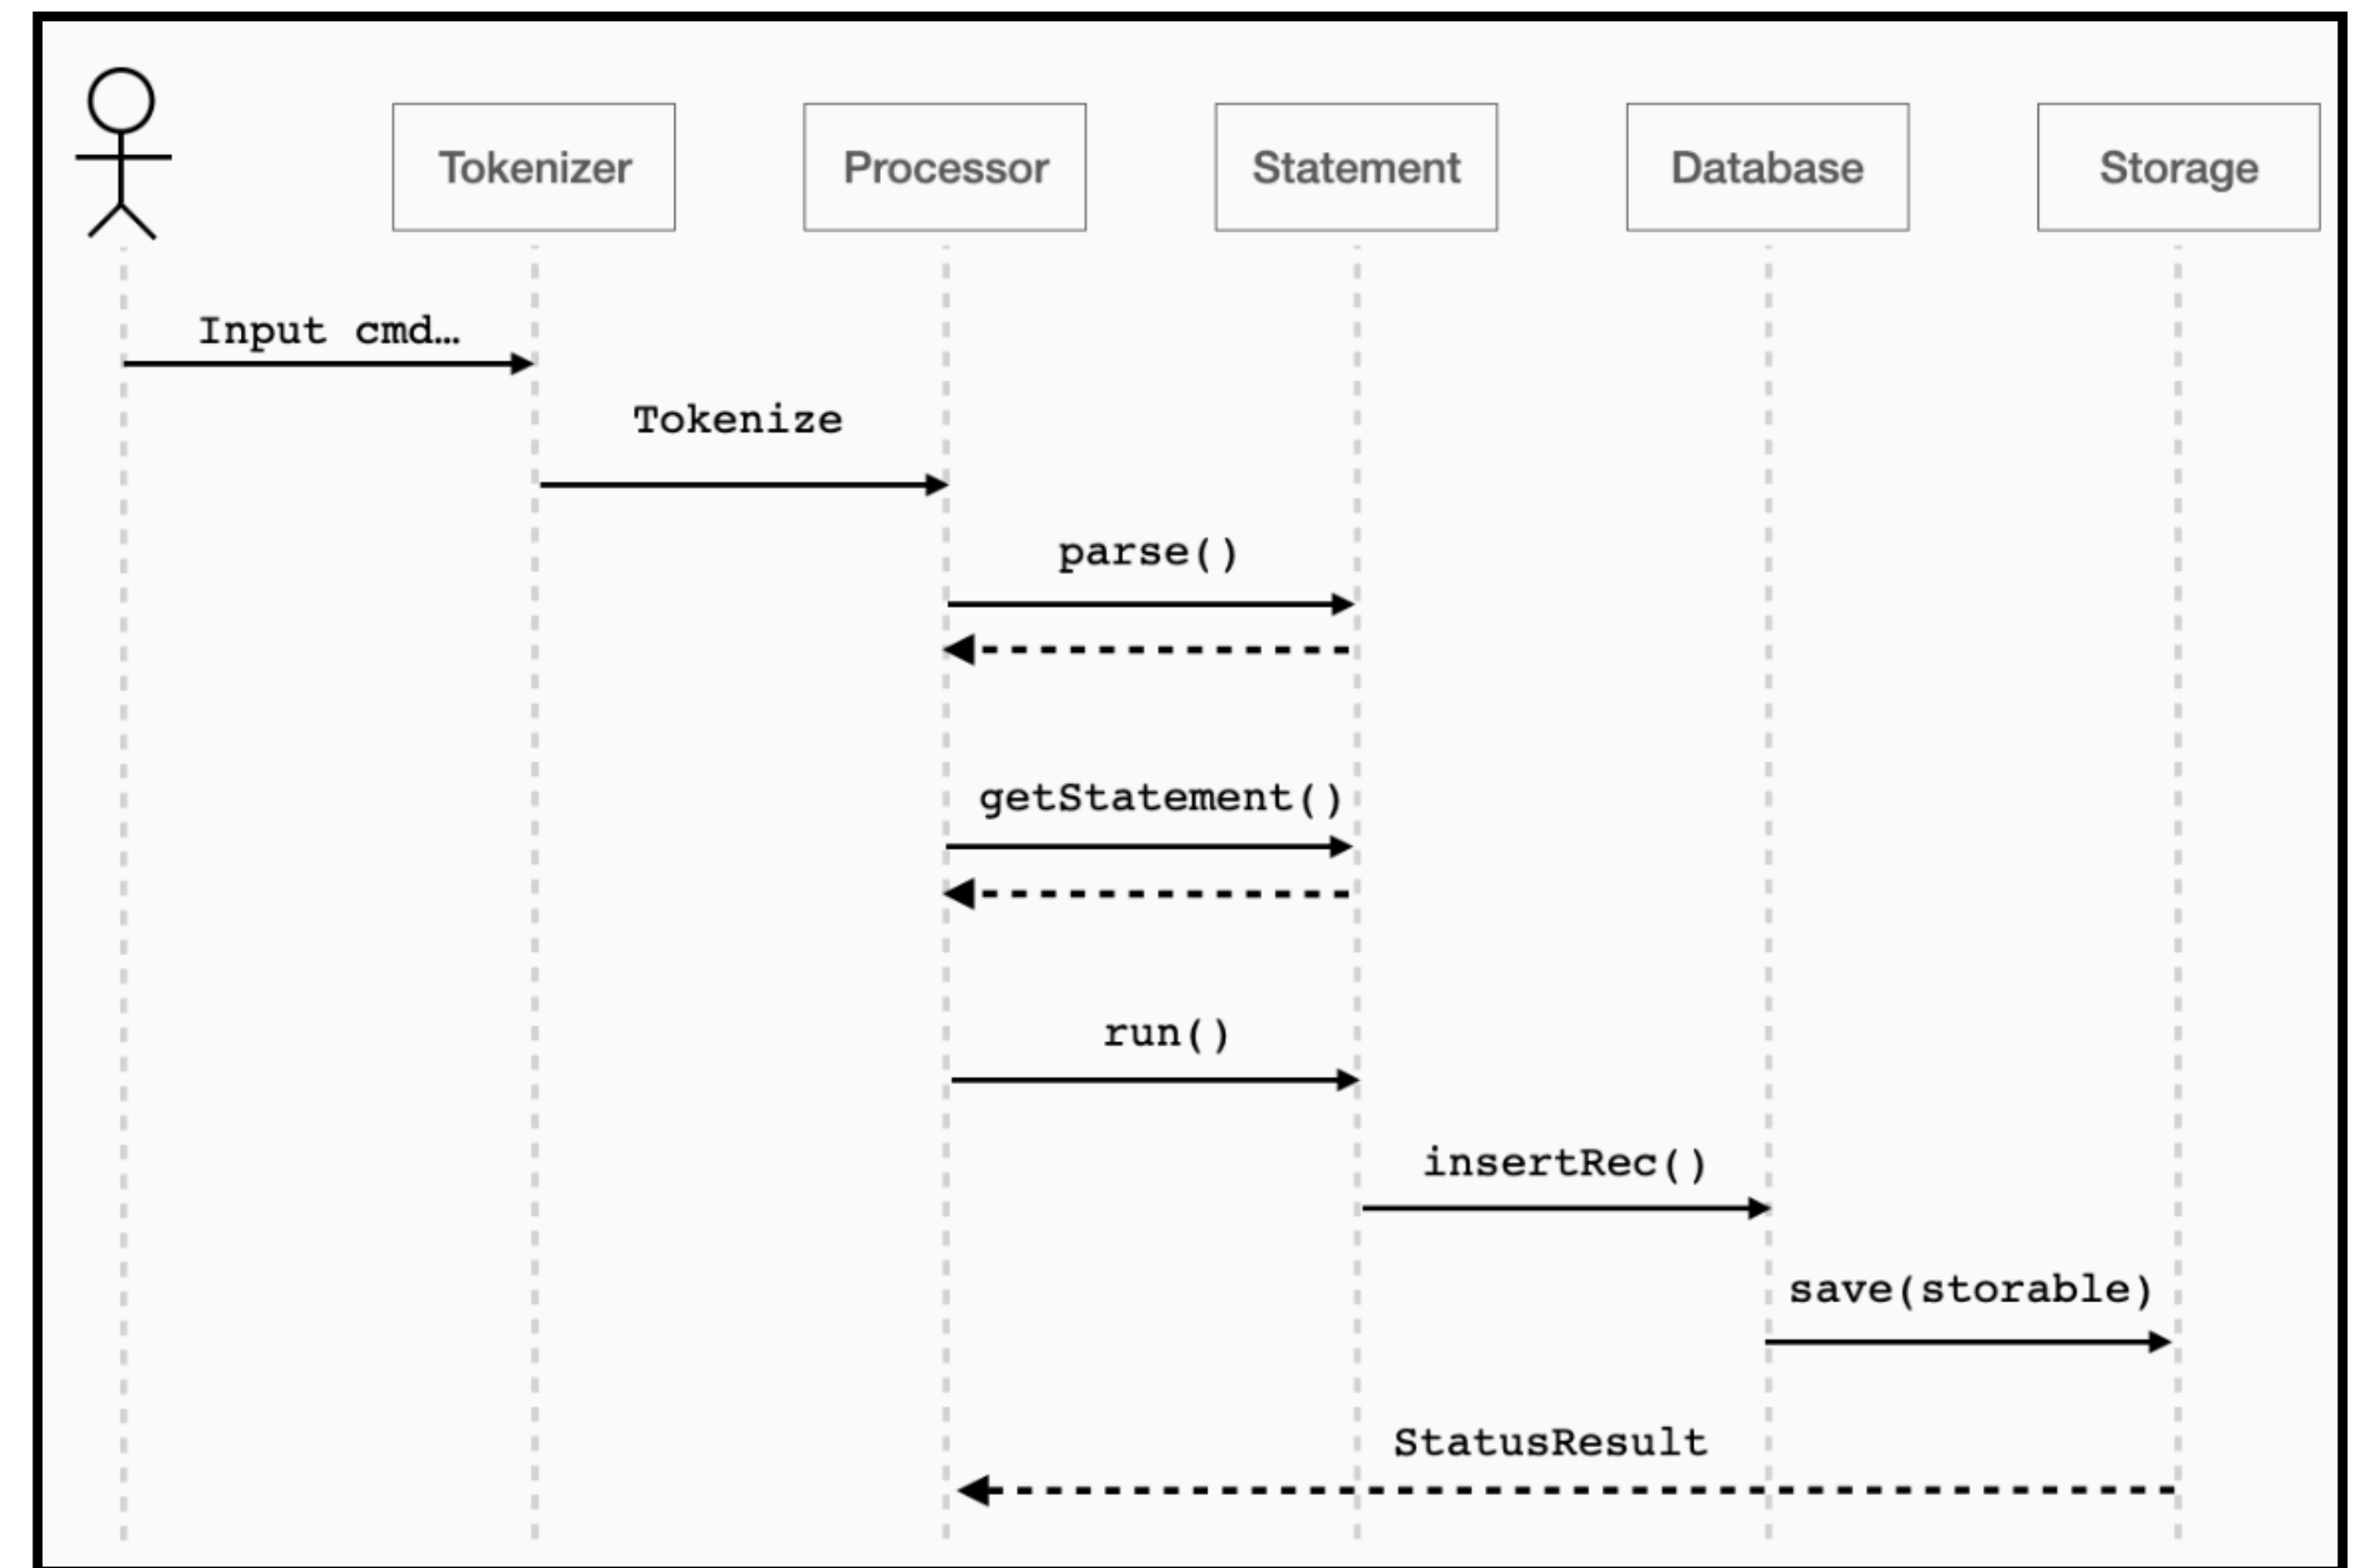 Tokenizer
Processor
Statement
Database
Storage
Input cmd…
Tokenize
parse()
getStatement()
run()
insertRec()
save(storable)
StatusResult